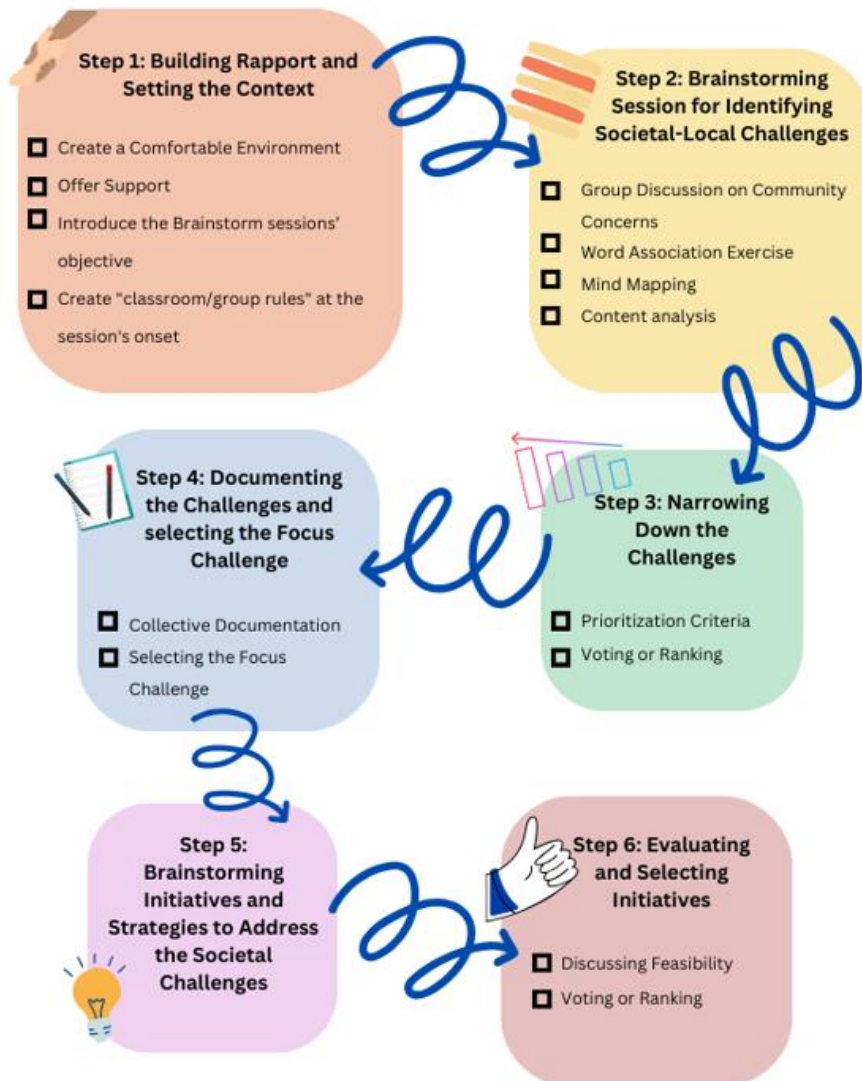 Step 1: Building Rapport and
Setting the Context
Create a Comfortable Environment
Offer Support
Introduce the Brainstorm sessions'
objective
Create "classroom/group rules" at the
session's onset
Step 2: Brainstorming
Session for Identifying
Societal-Local Challenges
Group Discussion on Community
Concerns
Word Association Exercise
Mind Mapping
Content analysis
Step 3: Narrowing
Down the
Challenges
Prioritization Criteria
Voting or Ranking
Step 4: Documenting
the Challenges and
selecting the Focus
Challenge
Collective Documentation
Selecting the Focus
Challenge
Step 5:
Brainstorming
Initiatives and
Strategies to Address
the Societal
Challenges
Step 6: Evaluating
and Selecting
Initiatives
Discussing Feasibility
Voting or Ranking